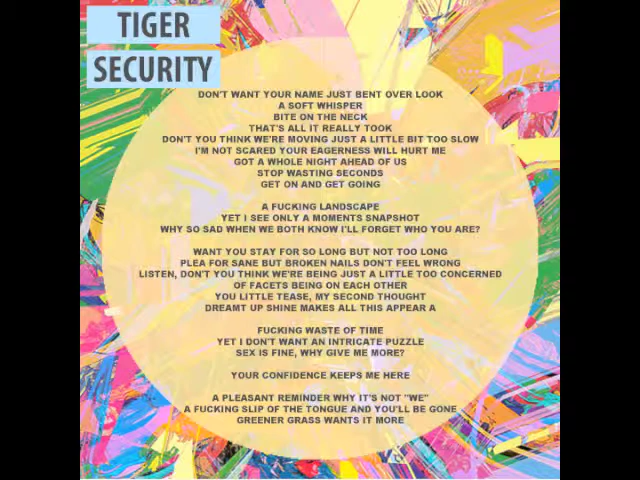 TIGER
SECURITY
DON'T WANT YOUR NAME JUST BENT OVER LOOK
A SOFT WHISPER
BITE ON THE NECK
THAT'S ALL IT REALLY TOOK
DON'T YOU THINK WE'RE MOVING JUST A LITTLE BIT TOO SLOW
I'M NOT SCARED YOUR EAGERNESS WILL HURT ME
GOT A WHOLE NIGHT AHEAD OF US
STOP WASTING SECONDS
GET ON AND GET GOING
A FUCKING LANDSCAPE
YET I SEE ONLY A MOMENTS SNAPSHOT
WHY SO SAD WHEN WE BOTH KNOW I'LL FORGET WHO YOU ARE?
WANT YOU STAY FOR SO LONG BUT NOT TOO LONG
PLEA FOR SANE BUT BROKEN NAILS DON'T FEEL WRONG
LISTEN, DON'T YOU THINK WE'RE BEING JUST A LITTLE TOO CONCERNED
OF FACETS BEING ON EACH OTHER
YOU LITTLE TEASE, MY SECOND THOUGHT
DREAMT UP SHINE MAKES ALL THIS APPEAR A
FUCKING WASTE OF TIME
YET I DON'T WANT AN INTRICATE PUZZLE
SEX IS FINE, WHY GIVE ME MORE?
YOUR CONFIDENCE KEEPS ME HERE
A PLEASANT REMINDER WHY IT'S NOT "WE"
A FUCKING SLIP OF THE TONGUE AND YOU'LL BE GONE
GREENER GRASS WANTS IT MORE